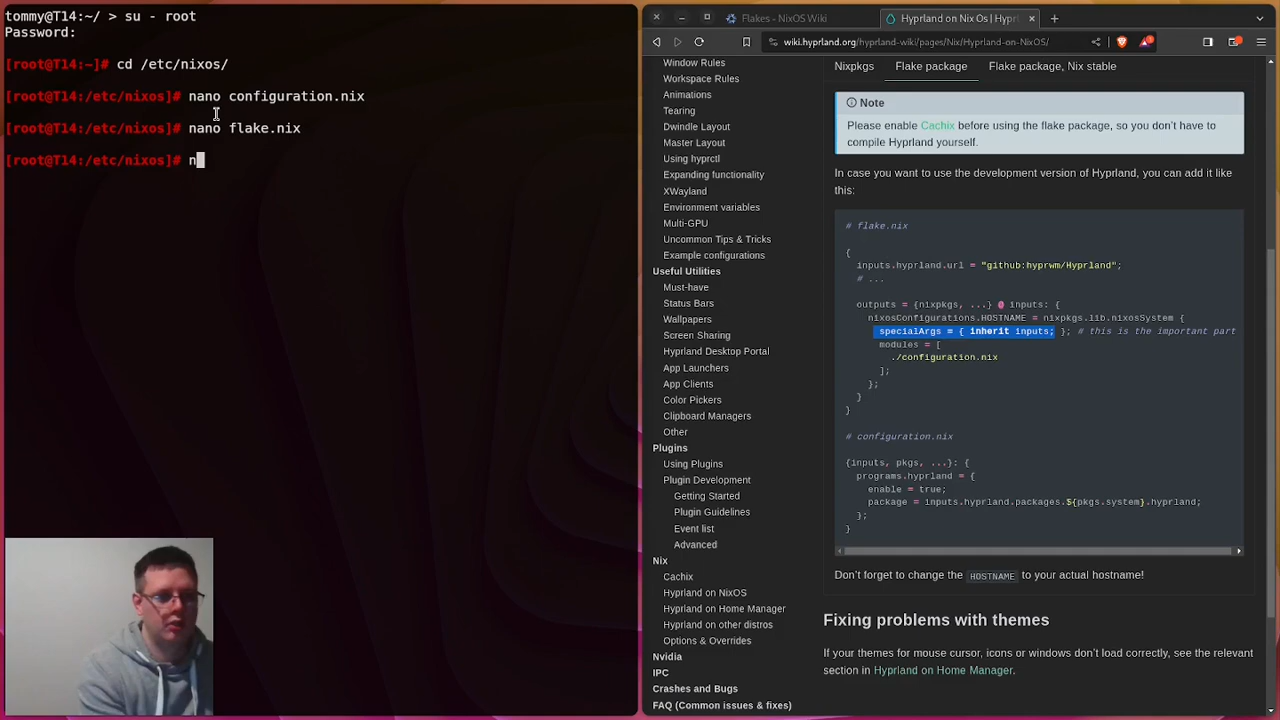 tommy@T14:~/ > su - root
Password:
[root@T14:~]# cd /etc/nixos/
[root@T14:/etc/nixos]# nano configuration.nix
[root@T14:/etc/nixos]# nano flake.nix
[root@T14:/etc/nixos]# n
Flakes - NixOS Wiki
Hyprland on Nix Os | Hyprl
wiki.hyprland.org/hyprland-wiki/pages/Nix/Hyprland-on-NixOS/
Window Rules
Workspace Rules
Animations
Tearing
Dwindle Layout
Master Layout
Using hyprctl
Expanding functionality
XWayland
Environment variables
Multi-GPU
Uncommon Tips & Tricks
Example configurations
Useful Utilities
Must-have
Status Bars
Wallpapers
Screen Sharing
Hyprland Desktop Portal
App Launchers
App Clients
Color Pickers
Clipboard Managers
Other
Plugins
Using Plugins
Plugin Development
Getting Started
Plugin Guidelines
Event list
Advanced
Nix
Cachix
Hyprland on NixOS
Hyprland on Home Manager
Hyprland on other distros
Options & Overrides
Nvidia
IPC
Crashes and Bugs
FAQ (Common issues & fixes)
Nixpkgs Flake package Flake package, Nix stable
Note
Please enable Cachix before using the flake package, so you don't have to
compile Hyprland yourself.
In case you want to use the development version of Hyprland, you can add it like
this:
# flake.nix
{
inputs.hyprland.url = "github:hyprwm/Hyprland";
# ...
outputs = {nixpkgs, ...} @ inputs: {
nixosConfigurations.HOSTNAME = nixpkgs.lib.nixosSystem {
specialArgs = { inherit inputs; }; # this is the important part
modules = [
./configuration.nix
];
};
}
}
# configuration.nix
{inputs, pkgs, ...}: {
programs.hyprland = {
enable = true;
package = inputs.hyprland.packages.${pkgs.system}.hyprland;
};
}
Don't forget to change the HOSTNAME to your actual hostname!
Fixing problems with themes
If your themes for mouse cursor, icons or windows don't load correctly, see the relevant
section in Hyprland on Home Manager.